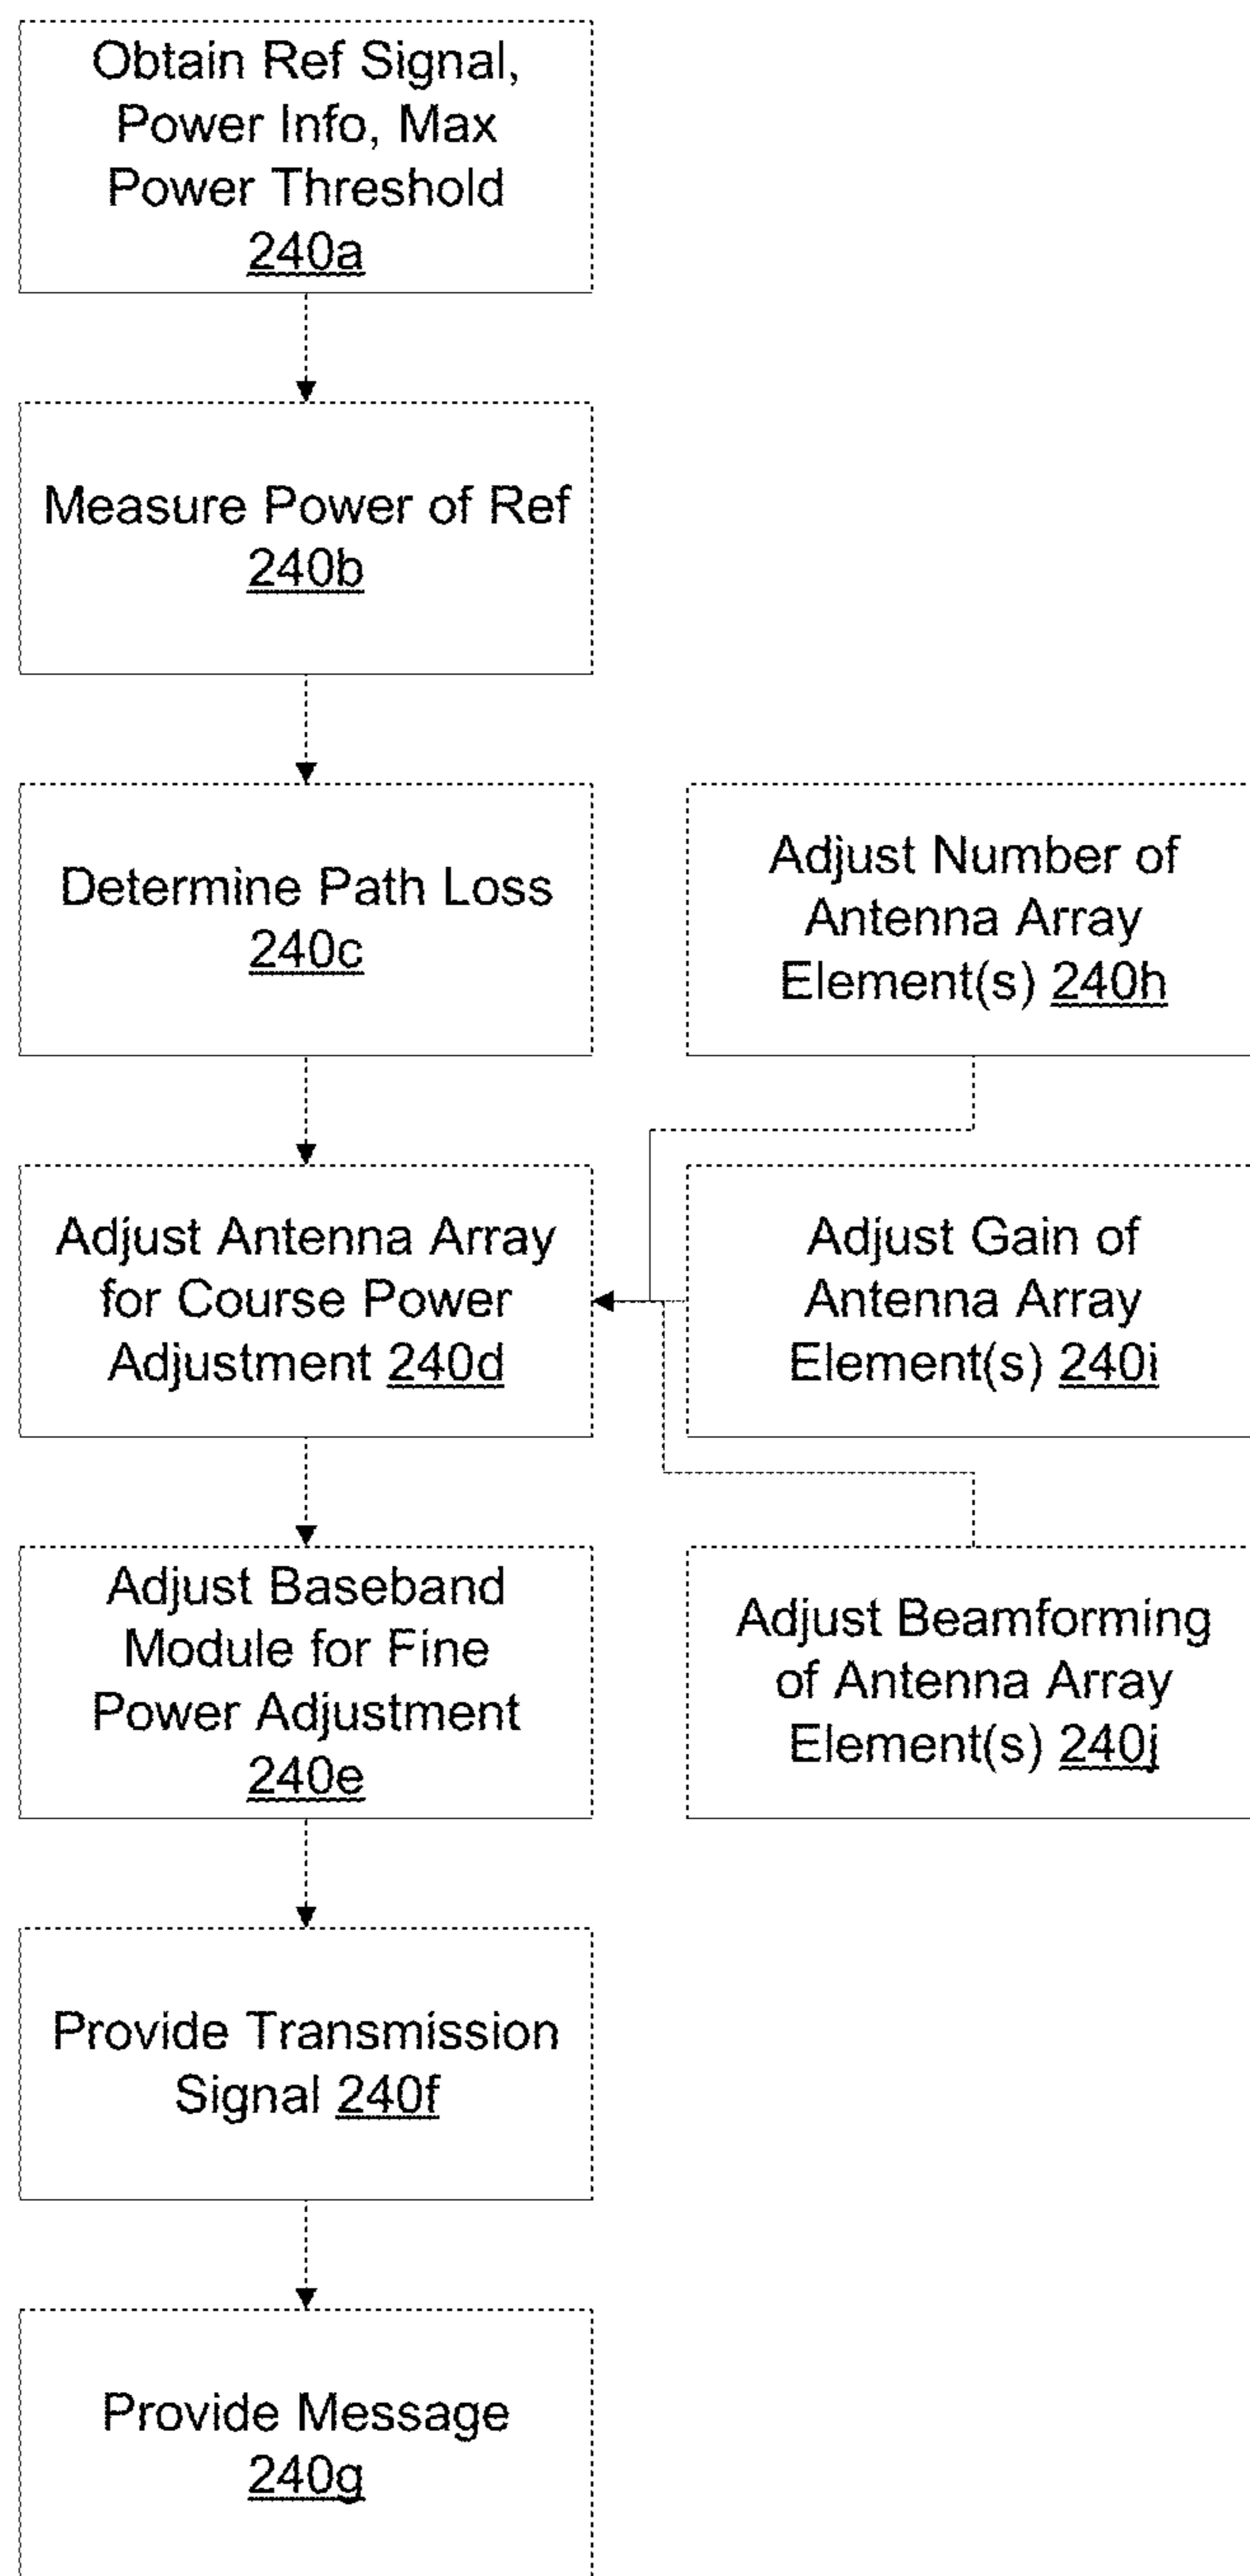 Obtain Ref Signal,
Power Info, Max
Power Threshold
240a
Measure Power of Ref
240b
Determine Path Loss
240c
Adjust Number of
Antenna Array
Element(s) 240h
Adjust Antenna Array
for Course Power
Adjustment 240d
Adjust Gain of
Antenna Array
Element(s) 240i
Adjust Baseband
Module for Fine
Power Adjustment
240e
Adjust Beamforming
of Antenna Array
Element(s) 240j
Provide Transmission
Signal 240f
Provide Message
240g